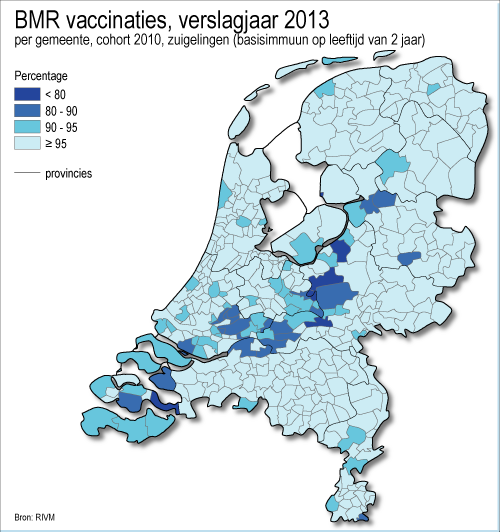 BMR vaccinaties, verslagjaar 2013
per gemeente, cohort 2010, zuigelingen (basisimmuun op leeftijd van 2 jaar)
Percentage
< 80
80 - 90
90 - 95
≥ 95
provincies
Bron: RIVM